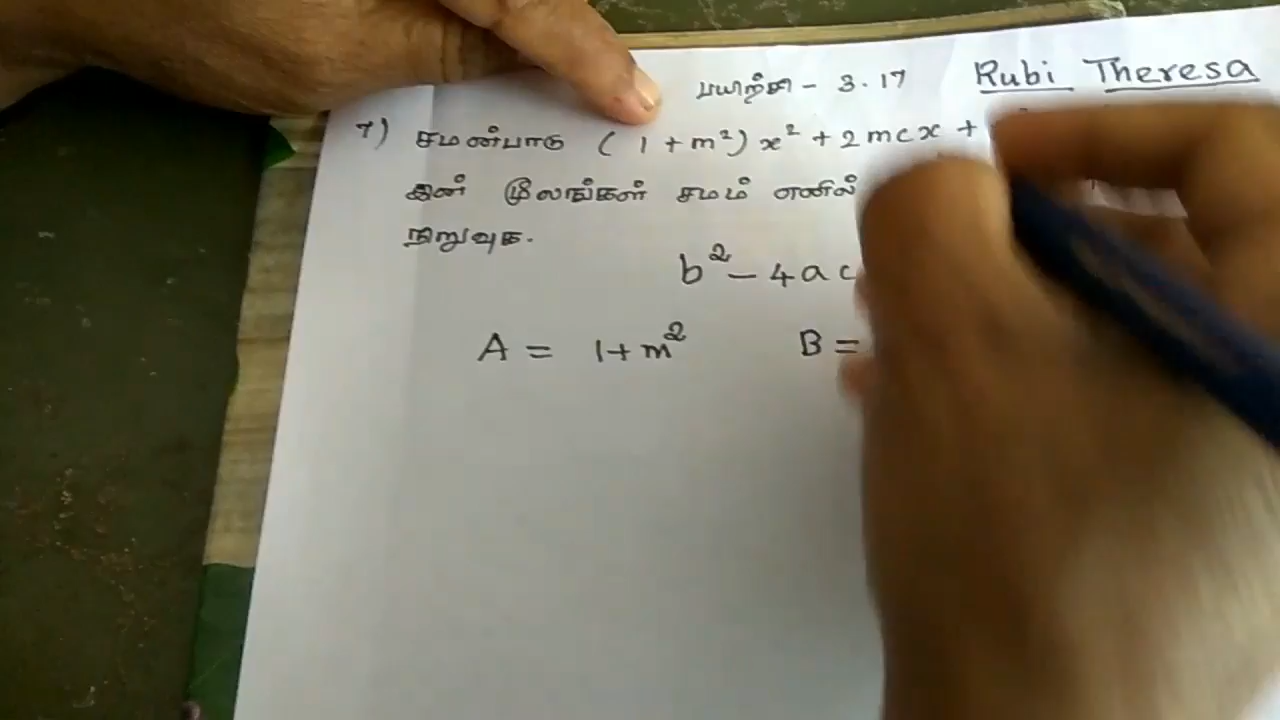 பயிற்சி - 3.17
Rubi Theresa
7) சமன்பாடு (1+m²)x² + 2mcx +
இன் மூலங்கள் சமம் எனில்
நிறுவுக.
b² - 4ac
A = 1+m² B =